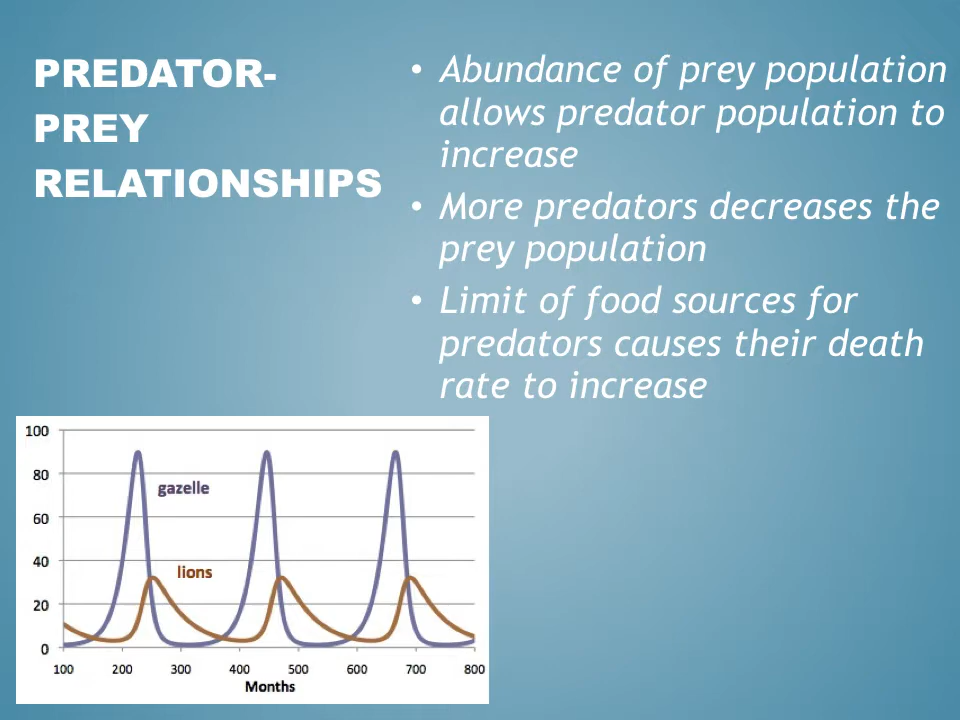 PREDATOR-
PREY
RELATIONSHIPS
• Abundance of prey population
allows predator population to
increase
• More predators decreases the
prey population
• Limit of food sources for
predators causes their death
rate to increase
100
80
60
40
20
0
gazelle
lions
100 200 300 400 500 600 700 800
Months